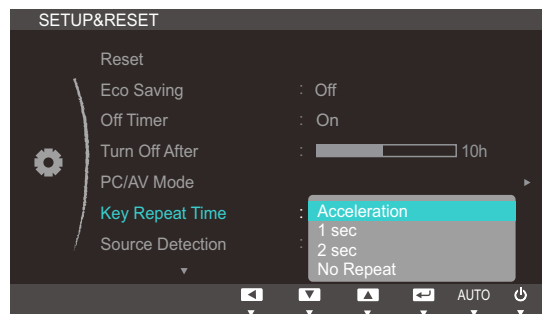 SETUP&RESET
Reset
Eco Saving : Off
Off Timer : On
Turn Off After : 10h
PC/AV Mode
Key Repeat Time : Acceleration
1 sec
Source Detection :
2 sec
No Repeat
AUTO